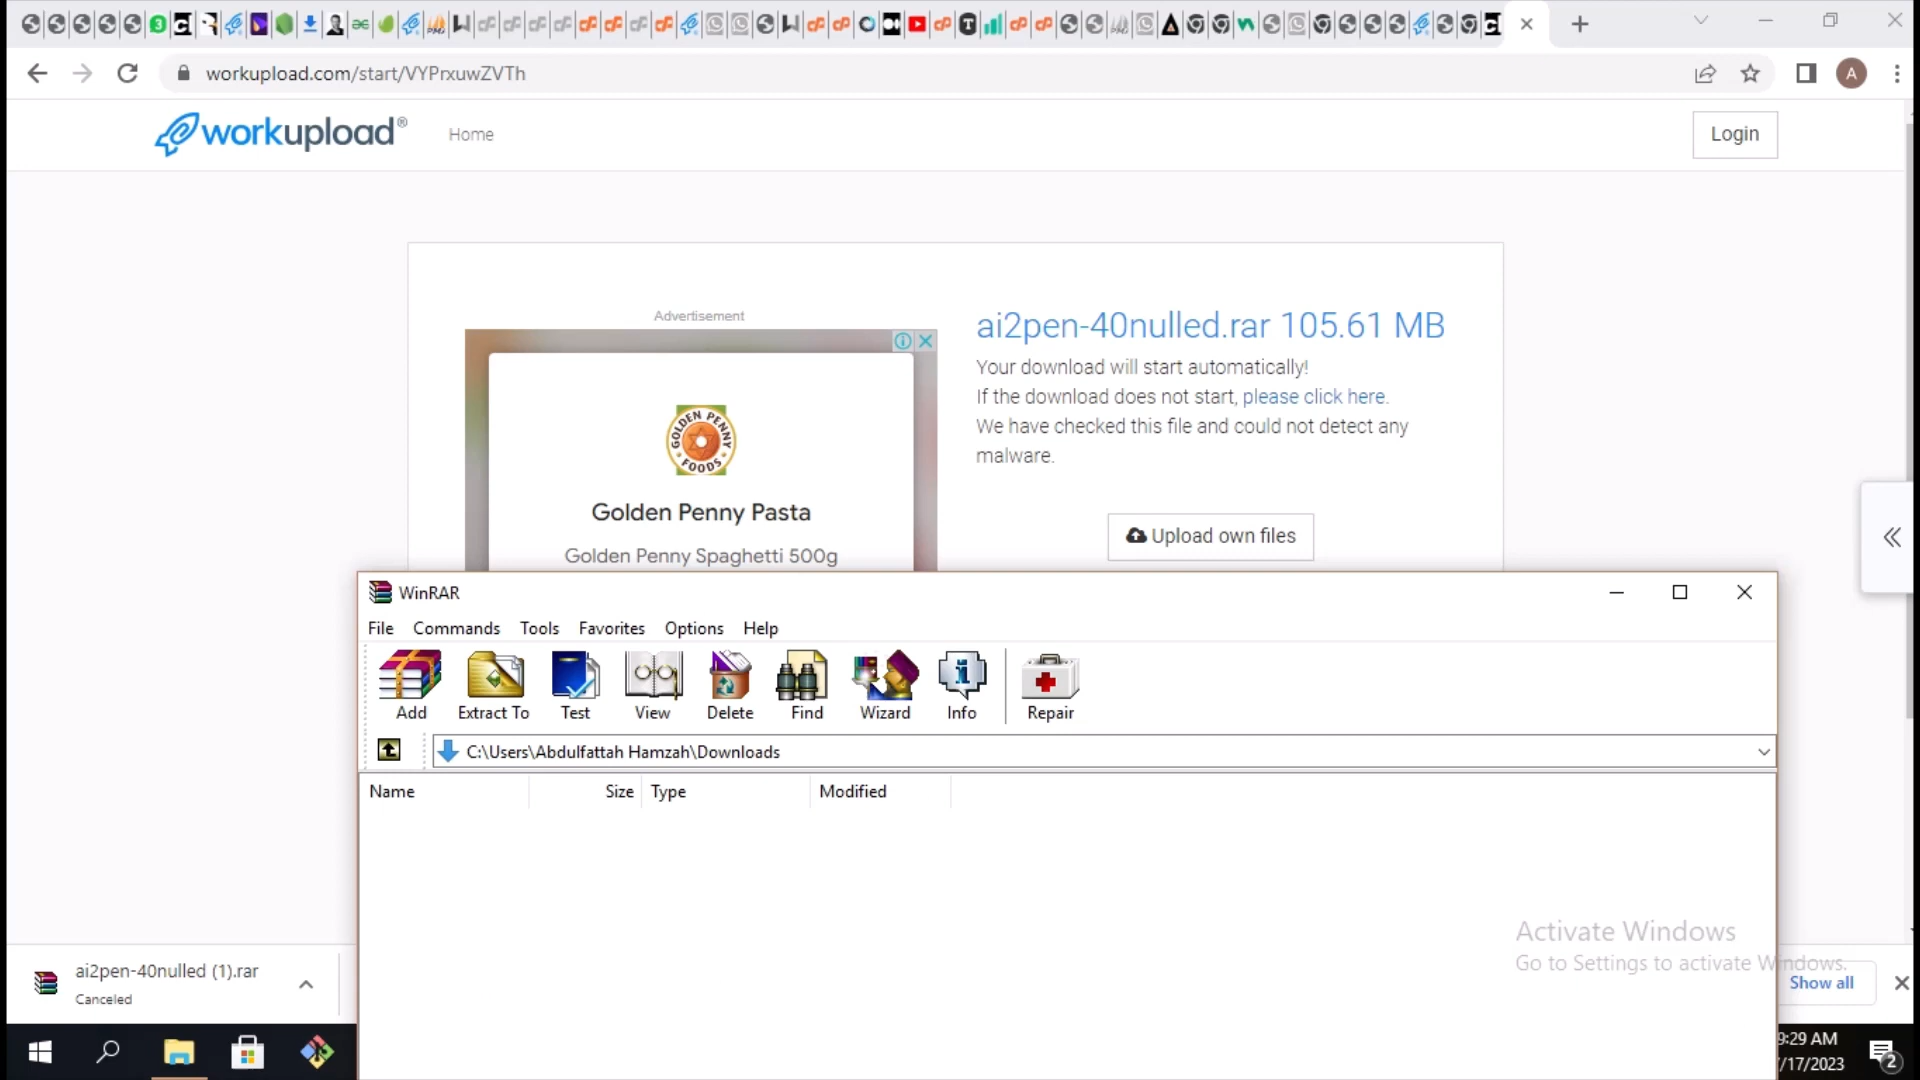 workupload.com/start/VYPrxuwZVTh
A
workupload®
Home
Login
Advertisement
GOLDEN PENNY
FOODS
Golden Penny Pasta
Golden Penny Spaghetti 500g
ai2pen-40nulled.rar 105.61 MB
Your download will start automatically!
If the download does not start, please click here.
We have checked this file and could not detect any
malware.
Upload own files
WinRAR
File Commands Tools Favorites Options Help
Add Extract To Test View Delete Find Wizard Info Repair
C:\Users\Abdulfattah Hamzah\Downloads
Name Size Type Modified
Activate Windows
Go to Settings to activate Windows.
ai2pen-40nulled (1).rar
Canceled
Show all
9:29 AM
/17/2023
2